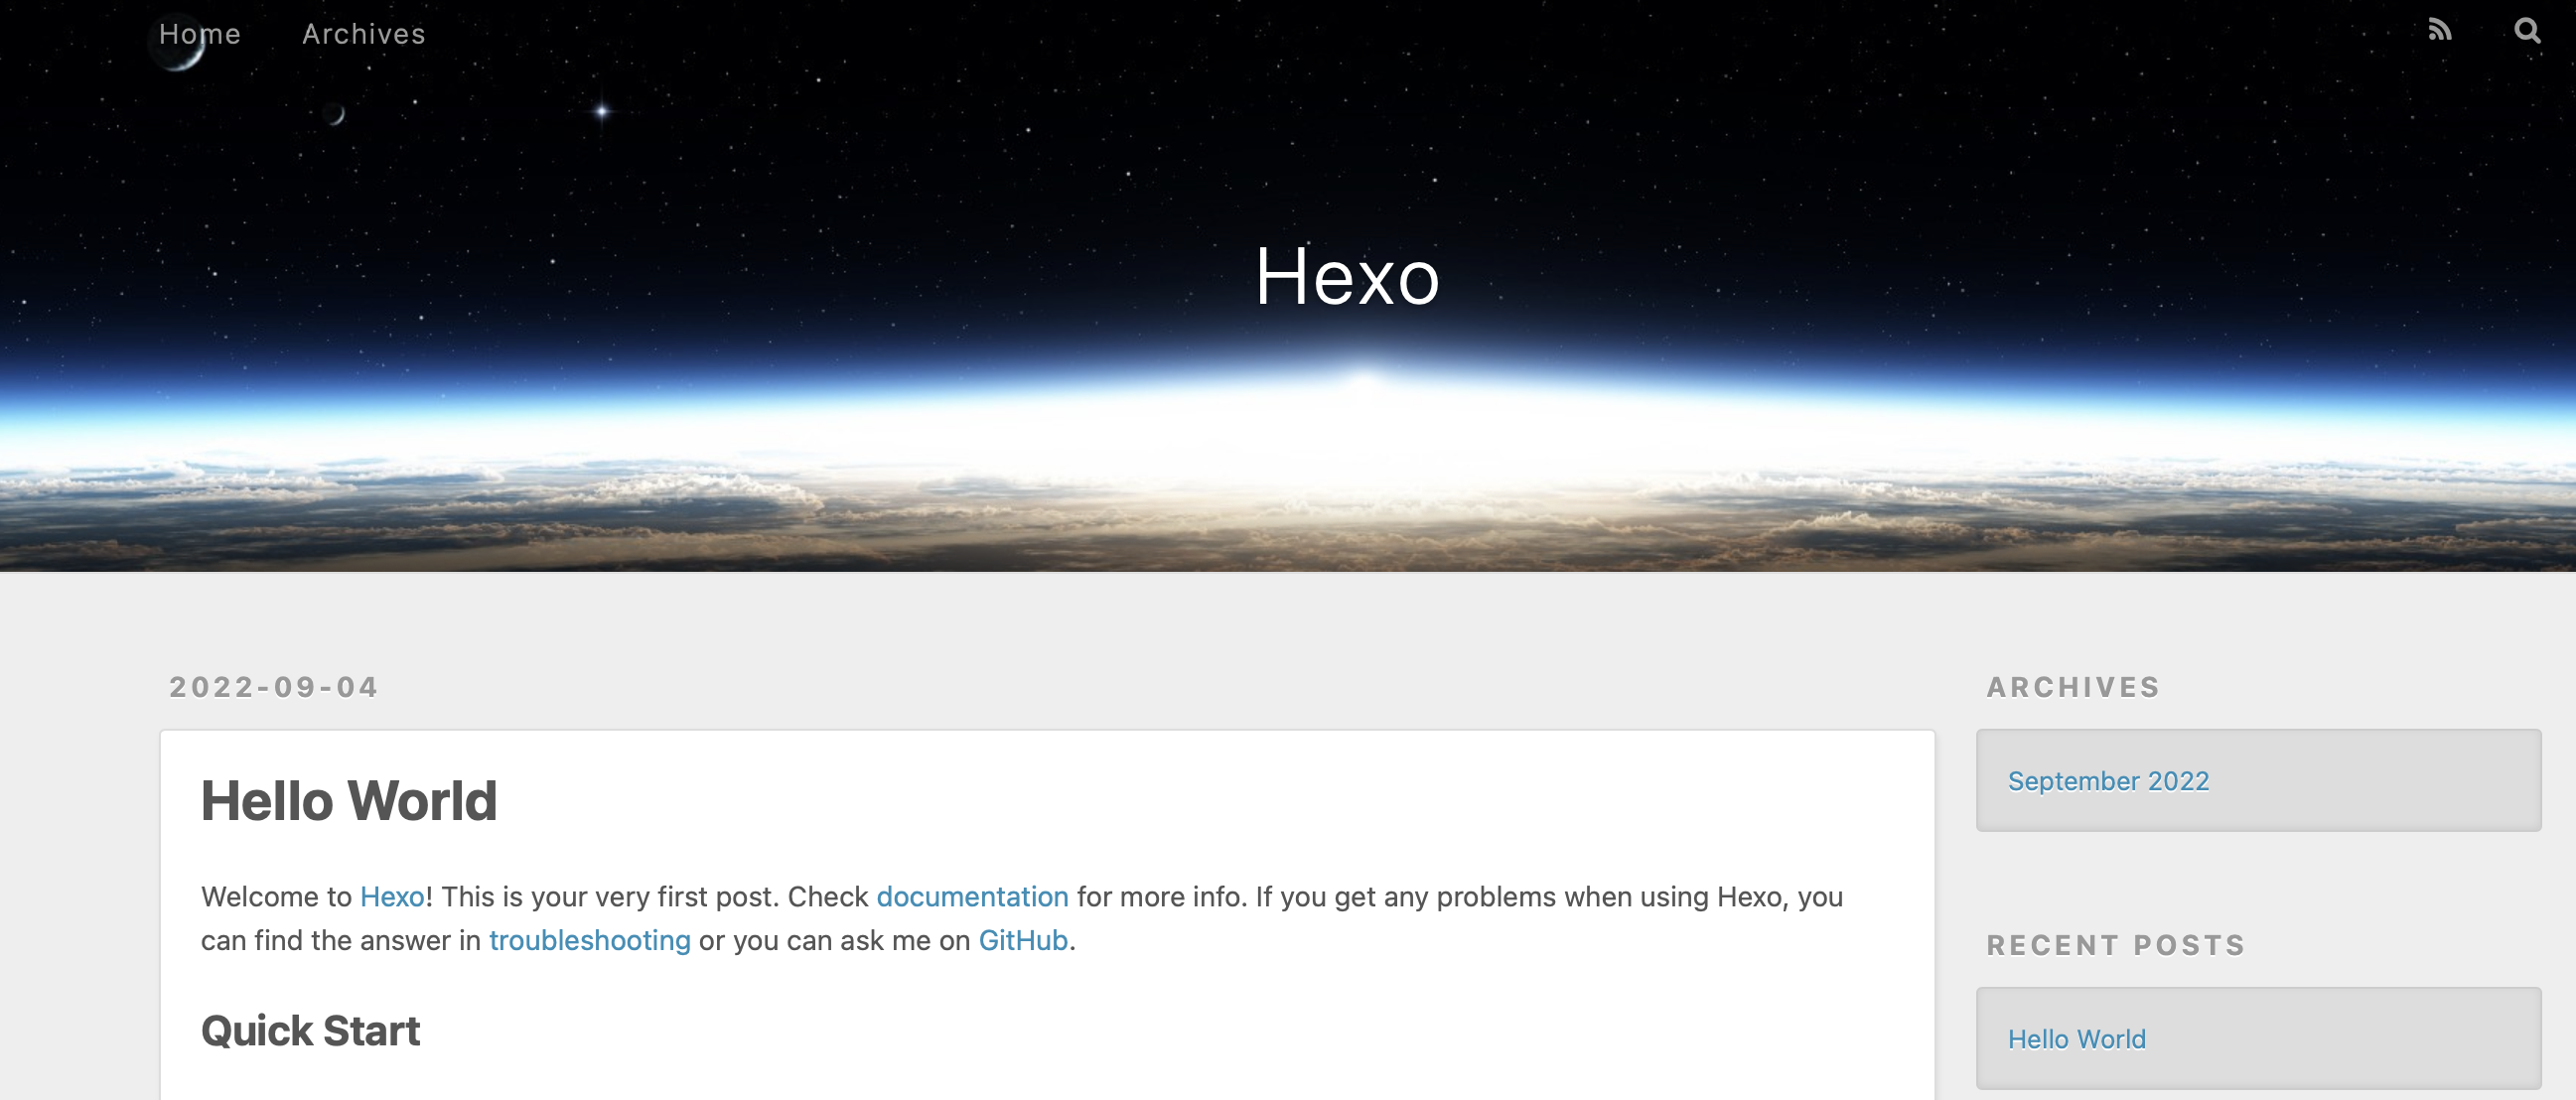 Home
Archives
Hexo
2022-09-04
Hello World
Welcome to Hexo! This is your very first post. Check documentation for more info. If you get any problems when using Hexo, you
can find the answer in troubleshooting or you can ask me on GitHub.
Quick Start
ARCHIVES
September 2022
RECENT POSTS
Hello World